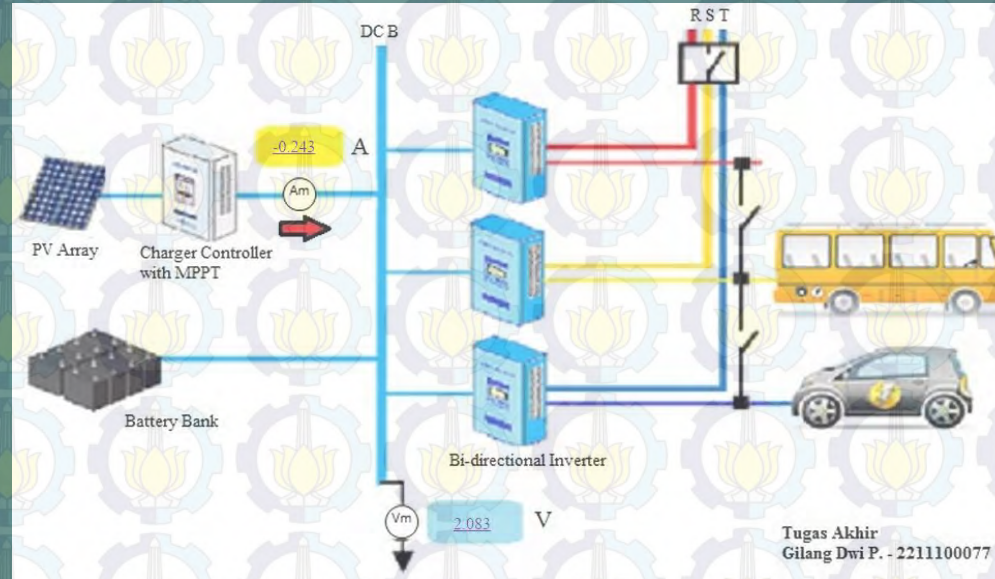 R S T
DC B
-0.243 A
Am
PV Array
Charger Controller
with MPPT
Battery Bank
Bi-directional Inverter
Vm
2.083 V
Tugas Akhir
Gilang Dwi P. - 2211100077